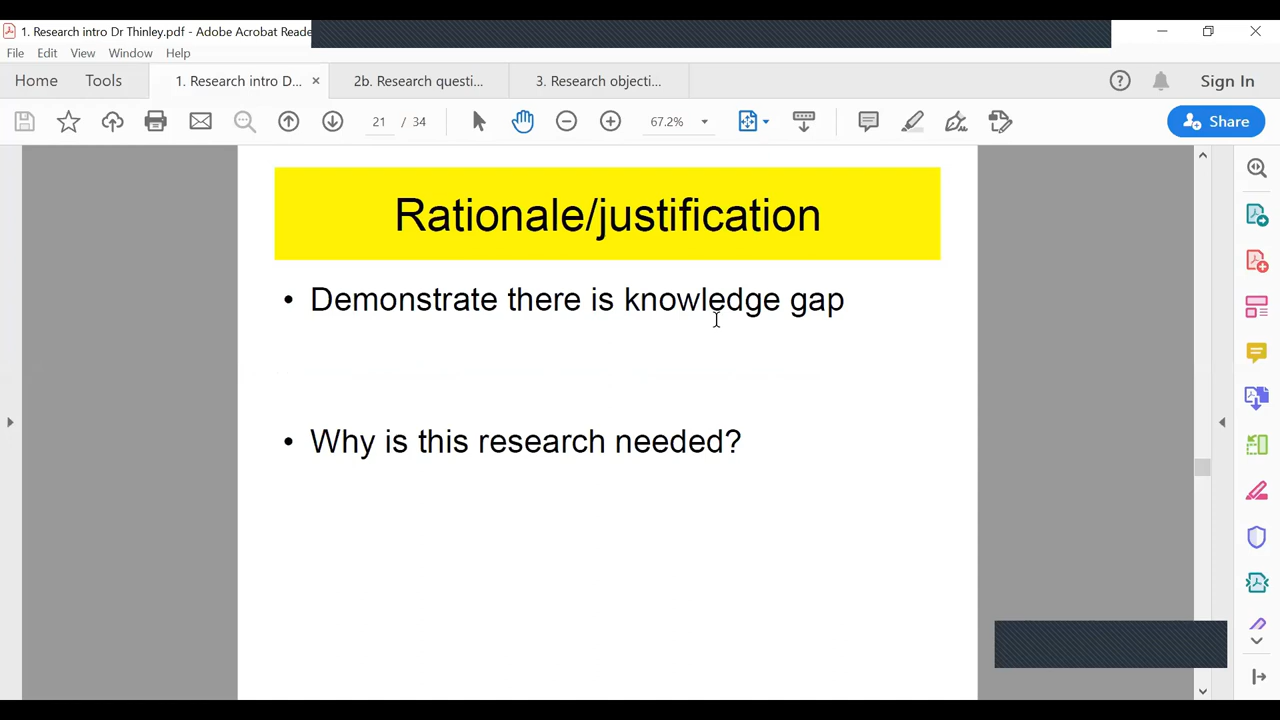 1. Research intro Dr Thinley.pdf - Adobe Acrobat Reade
File Edit View Window Help
Home Tools 1. Research intro D... × 2b. Research questi... 3. Research objecti... Sign In
21 / 34 67.2% Share
Rationale/justification
• Demonstrate there is knowledge gap
• Why is this research needed?